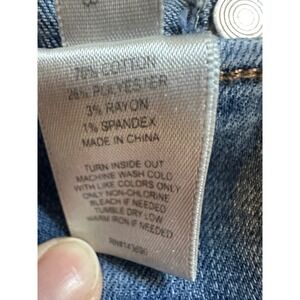 70% COTTON
26% POLYESTER
3% RAYON
1% SPANDEX
MADE IN CHINA
TURN INSIDE OUT
MACHINE WASH COLD
WITH LIKE COLORS ONLY
ONLY NON-CHLORINE
BLEACH IF NEEDED
TUMBLE DRY LOW
WARM IRON IF NEEDED